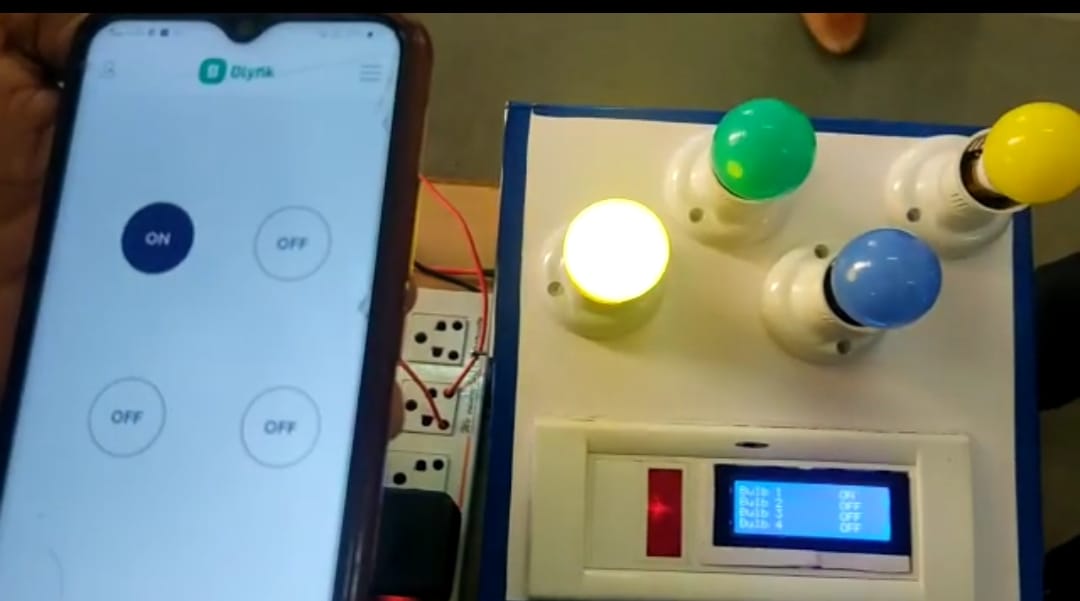 Blynk
ON
OFF
OFF
OFF
Bulb 1 ON
Bulb 2 OFF
Bulb 3 OFF
Bulb 4 OFF